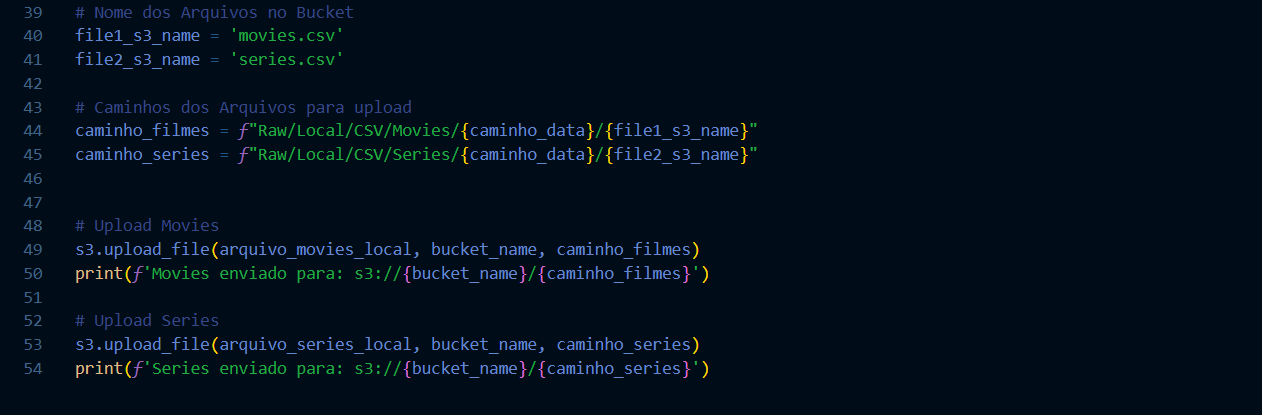 39 # Nome dos Arquivos no Bucket
40 file1_s3_name = 'movies.csv'
41 file2_s3_name = 'series.csv'
42
43 # Caminhos dos Arquivos para upload
44 caminho_filmes = f"Raw/Local/CSV/Movies/{caminho_data}/{file1_s3_name}"
45 caminho_series = f"Raw/Local/CSV/Series/{caminho_data}/{file2_s3_name}"
46
47
48 # Upload Movies
49 s3.upload_file(arquivo_movies_local, bucket_name, caminho_filmes)
50 print(f'Movies enviado para: s3://{bucket_name}/{caminho_filmes}')
51
52 # Upload Series
53 s3.upload_file(arquivo_series_local, bucket_name, caminho_series)
54 print(f'Series enviado para: s3://{bucket_name}/{caminho_series}')